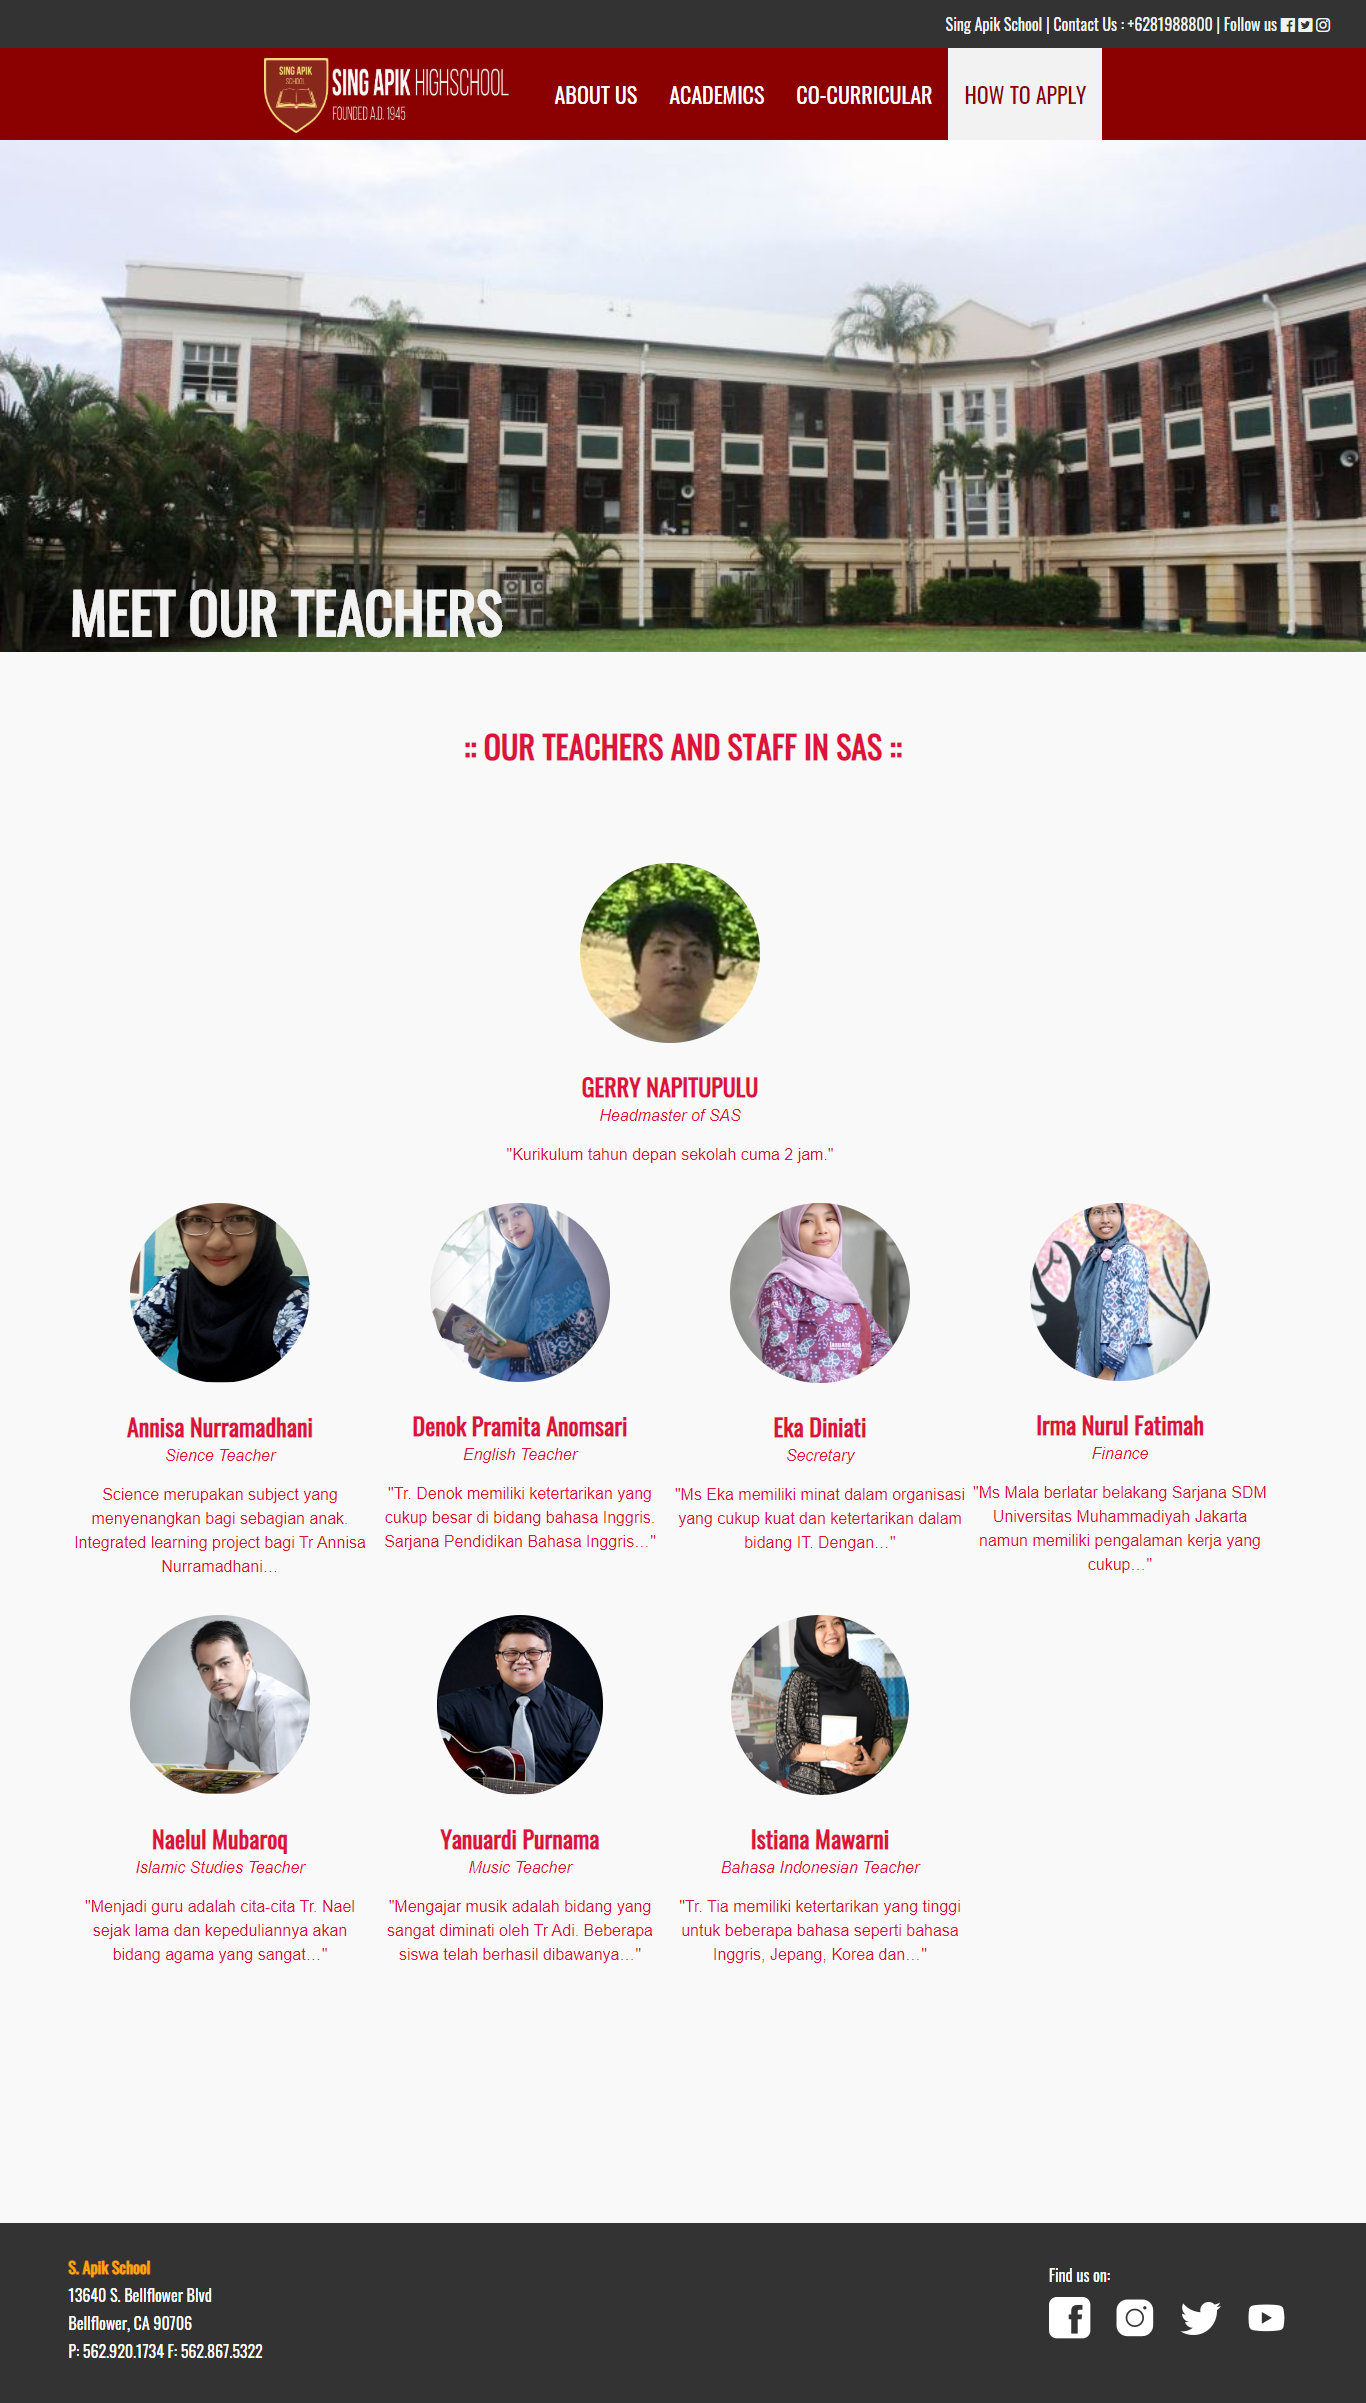 Sing Apik School | Contact Us : +6281988800 | Follow us
SING APIK
SCHOOL
SING APIK HIGHSCHOOL
FOUNDED A.D. 1945
ABOUT US
ACADEMICS
CO-CURRICULAR
HOW TO APPLY
MEET OUR TEACHERS
:: OUR TEACHERS AND STAFF IN SAS ::
GERRY NAPITUPULU
Headmaster of SAS
"Kurikulum tahun depan sekolah cuma 2 jam."
Annisa Nurramadhani
Sience Teacher
Science merupakan subject yang
menyenangkan bagi sebagian anak.
Integrated learning project bagi Tr Annisa
Nurramadhani…
Denok Pramita Anomsari
English Teacher
"Tr. Denok memiliki ketertarikan yang
cukup besar di bidang bahasa Inggris.
Sarjana Pendidikan Bahasa Inggris…"
Eka Diniati
Secretary
"Ms Eka memiliki minat dalam organisasi
yang cukup kuat dan ketertarikan dalam
bidang IT. Dengan…"
Irma Nurul Fatimah
Finance
"Ms Mala berlatar belakang Sarjana SDM
Universitas Muhammadiyah Jakarta
namun memiliki pengalaman kerja yang
cukup…"
Naelul Mubaroq
Islamic Studies Teacher
"Menjadi guru adalah cita-cita Tr. Nael
sejak lama dan kepeduliannya akan
bidang agama yang sangat…"
Yanuardi Purnama
Music Teacher
"Mengajar musik adalah bidang yang
sangat diminati oleh Tr Adi. Beberapa
siswa telah berhasil dibawanya…"
Istiana Mawarni
Bahasa Indonesian Teacher
"Tr. Tia memiliki ketertarikan yang tinggi
untuk beberapa bahasa seperti bahasa
Inggris, Jepang, Korea dan…"
S. Apik School
13640 S. Bellflower Blvd
Bellflower, CA 90706
P: 562.920.1734 F: 562.867.5322
Find us on: